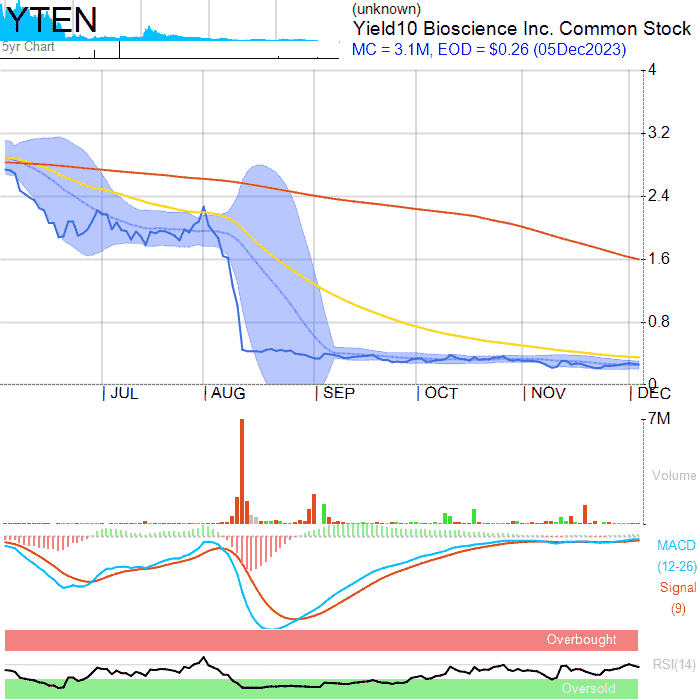 YTEN
5yr Chart
(unknown)
Yield10 Bioscience Inc. Common Stock
MC = 3.1M, EOD = $0.26 (05Dec2023)
4
3.2
2.4
1.6
0.8
0
JUL AUG SEP OCT NOV DEC
7M
Volume
MACD
(12-26)
Signal
(9)
Overbought
RSI(14)
Oversold